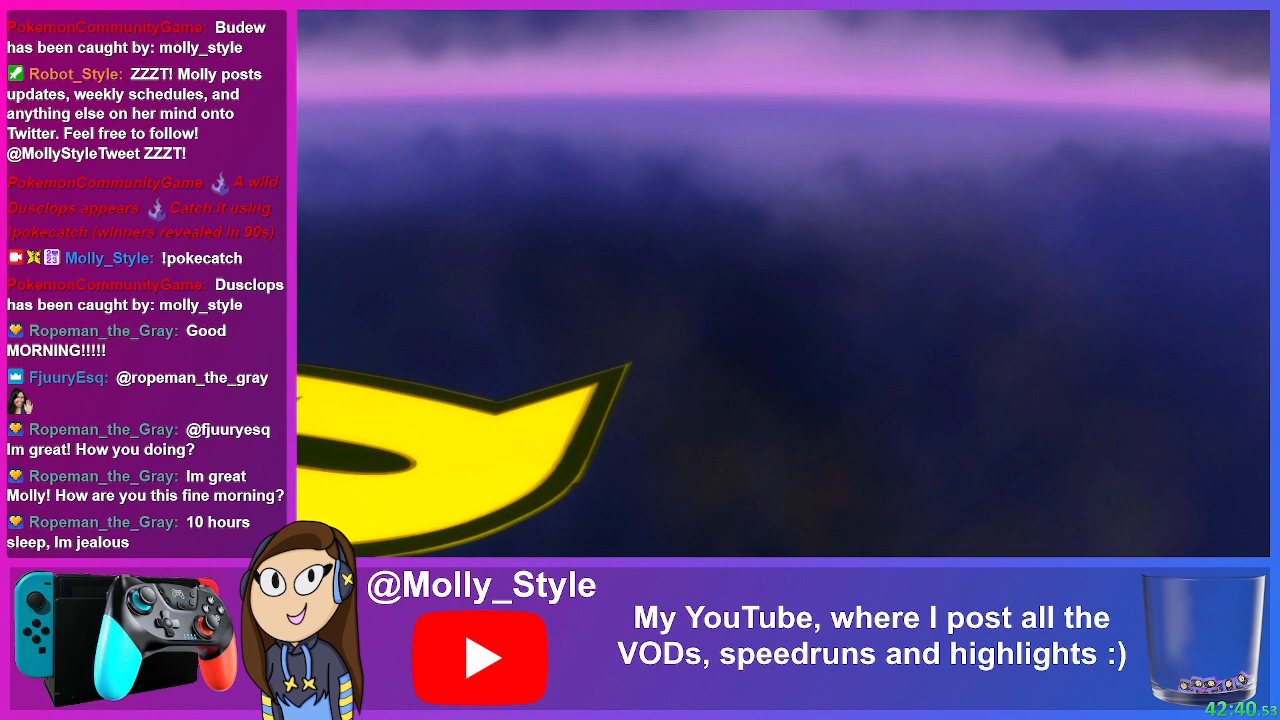 PokemonCommunityGame: Budew
has been caught by: molly_style
Robot_Style: ZZZT! Molly posts
updates, weekly schedules, and
anything else on her mind onto
Twitter. Feel free to follow!
@MollyStyleTweet ZZZT!
PokemonCommunityGame A wild
Dusclops appears Catch it using
!pokecatch (winners revealed in 90s)
Molly_Style: !pokecatch
PokemonCommunityGame: Dusclops
has been caught by: molly_style
Ropeman_the_Gray: Good
MORNING!!!!!
FjuuryEsq: @ropeman_the_gray
Ropeman_the_Gray: @fjuuryesq
Im great! How you doing?
Ropeman_the_Gray: Im great
Molly! How are you this fine morning?
Ropeman_the_Gray: 10 hours
sleep, Im jealous
@Molly_Style
My YouTube, where I post all the
VODs, speedruns and highlights :)
42:40.53